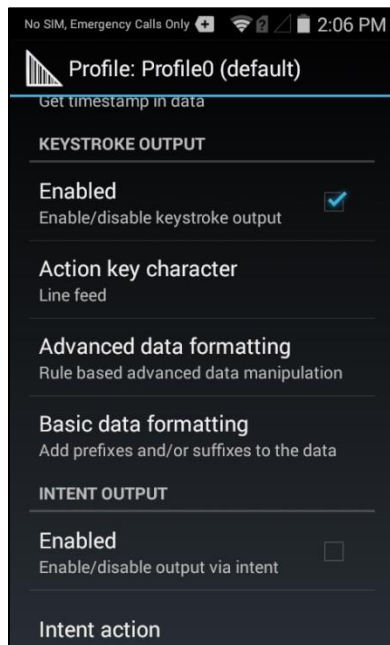 No SIM, Emergency Calls Only 2:06 PM
Profile: Profile0 (default)
Get timestamp in data
KEYSTROKE OUTPUT
Enabled
Enable/disable keystroke output
Action key character
Line feed
Advanced data formatting
Rule based advanced data manipulation
Basic data formatting
Add prefixes and/or suffixes to the data
INTENT OUTPUT
Enabled
Enable/disable output via intent
Intent action